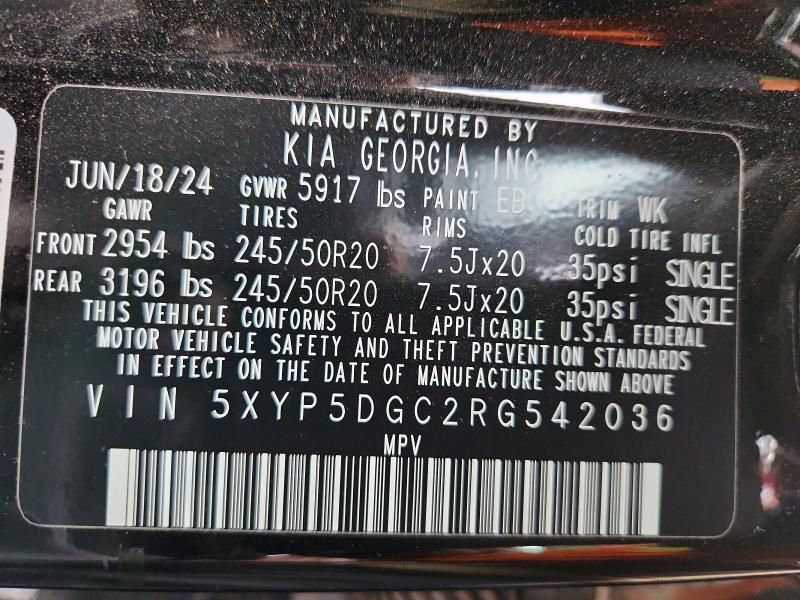 MANUFACTURED BY
KIA GEORGIA, INC
JUN/18/24 GVWR 5917 lbs PAINT EB TRIM WK
GAWR TIRES RIMS COLD TIRE INFL
FRONT 2954 lbs 245/50R20 7.5Jx20 35psi SINGLE
REAR 3196 lbs 245/50R20 7.5Jx20 35psi SINGLE
THIS VEHICLE CONFORMS TO ALL APPLICABLE U.S.A. FEDERAL
MOTOR VEHICLE SAFETY AND THEFT PREVENTION STANDARDS
IN EFFECT ON THE DATE OF MANUFACTURE SHOWN ABOVE
VIN 5XYP5DGC2RG542036
MPV